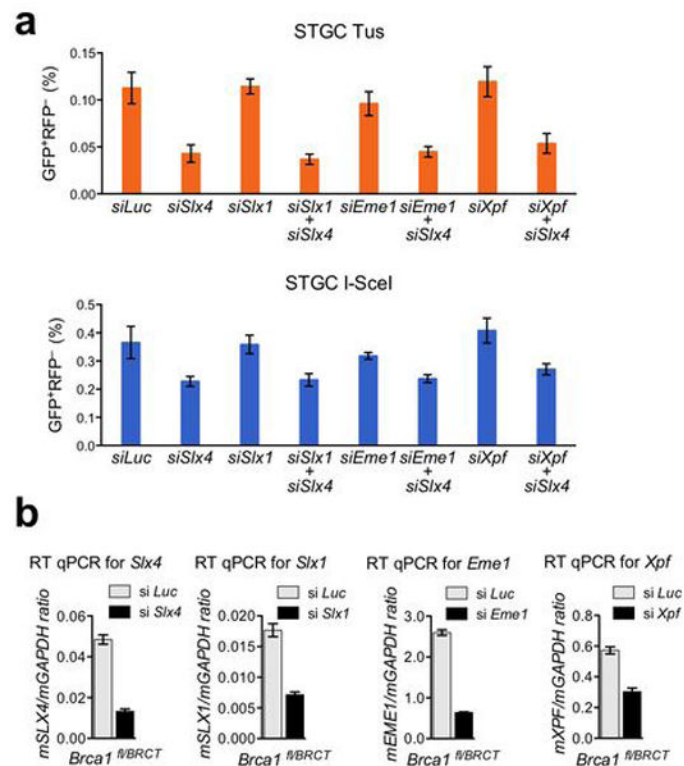 a
STGC Tus
GFP⁺RFP⁻ (%)
0.15
0.10
0.05
0.00
siLuc siSlx4 siSlx1 siSlx1 + siSlx4 siEme1 siEme1 + siSlx4 siXpf siXpf + siSlx4
STGC I-SceI
GFP⁺RFP⁻ (%)
0.5
0.4
0.3
0.2
0.1
0.0
siLuc siSlx4 siSlx1 siSlx1 + siSlx4 siEme1 siEme1 + siSlx4 siXpf siXpf + siSlx4
b
RT qPCR for Slx4
si Luc
si Slx4
mSLX4/mGAPDH ratio
0.06
0.04
0.02
0.00
Brca1 fl/BRCT
RT qPCR for Slx1
si Luc
si Slx1
mSLX1/mGAPDH ratio
0.020
0.015
0.010
0.005
0.000
Brca1 fl/BRCT
RT qPCR for Eme1
si Luc
si Eme1
mEME1/mGAPDH ratio
3.0
2.0
1.0
0.0
Brca1 fl/BRCT
RT qPCR for Xpf
si Luc
si Xpf
mXPF/mGAPDH ratio
0.8
0.6
0.4
0.2
0.0
Brca1 fl/BRCT